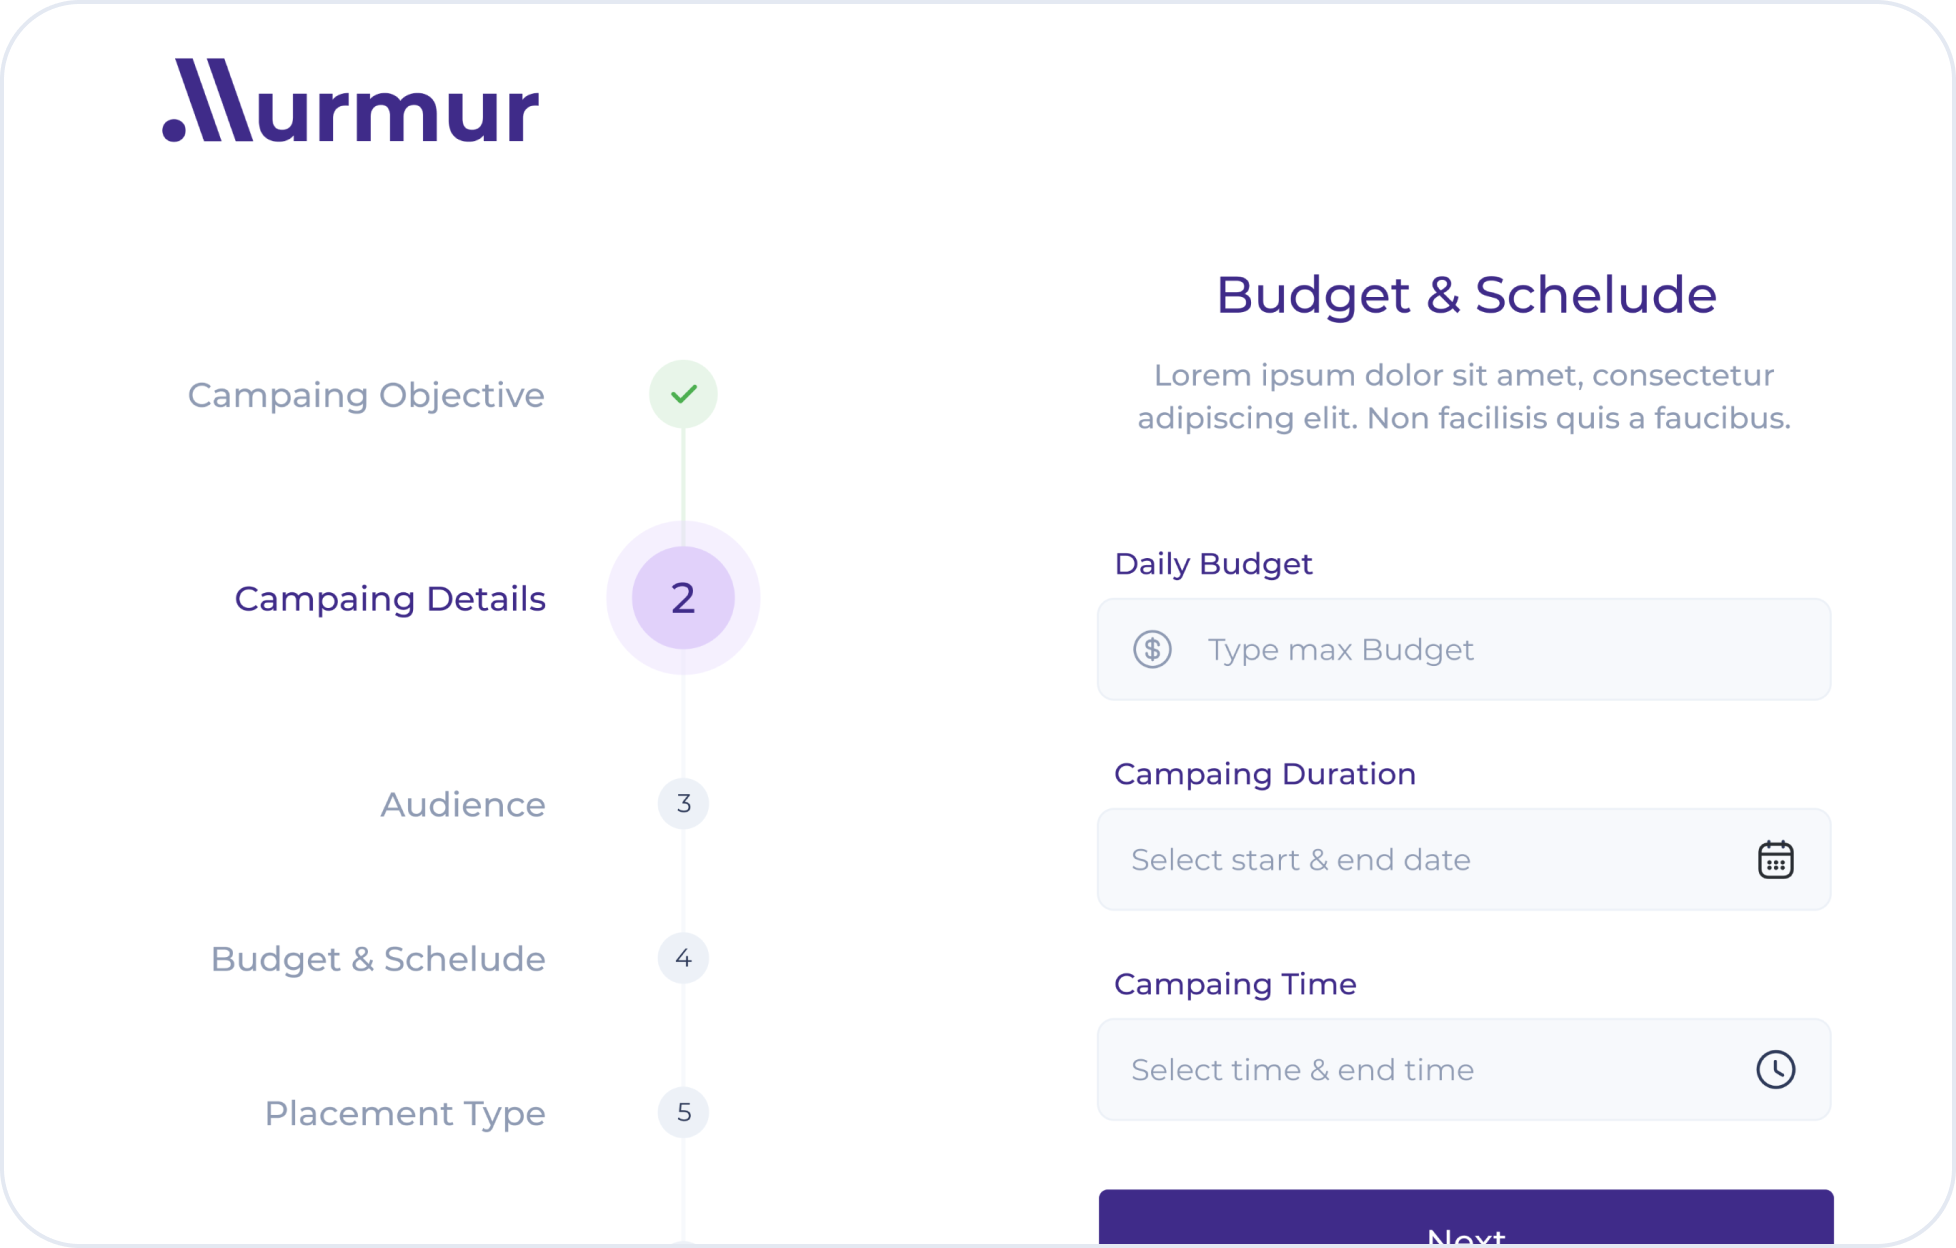 Murmur
Campaing Objective
Campaing Details
2
Audience
3
Budget & Schelude
4
Placement Type
5
Budget & Schelude
Lorem ipsum dolor sit amet, consectetur
adipiscing elit. Non facilisis quis a faucibus.
Daily Budget
$ Type max Budget
Campaing Duration
Select start & end date
Campaing Time
Select time & end time
Next